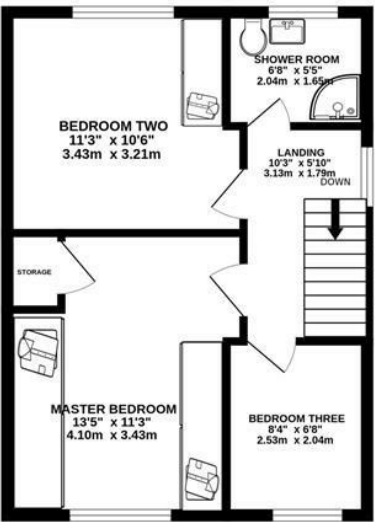 SHOWER ROOM
6'8" x 5'5"
2.04m x 1.65m
BEDROOM TWO
11'3" x 10'6"
3.43m x 3.21m
LANDING
10'3" x 5'10"
3.13m x 1.79m
DOWN
STORAGE
MASTER BEDROOM
13'5" x 11'3"
4.10m x 3.43m
BEDROOM THREE
8'4" x 6'8"
2.53m x 2.04m